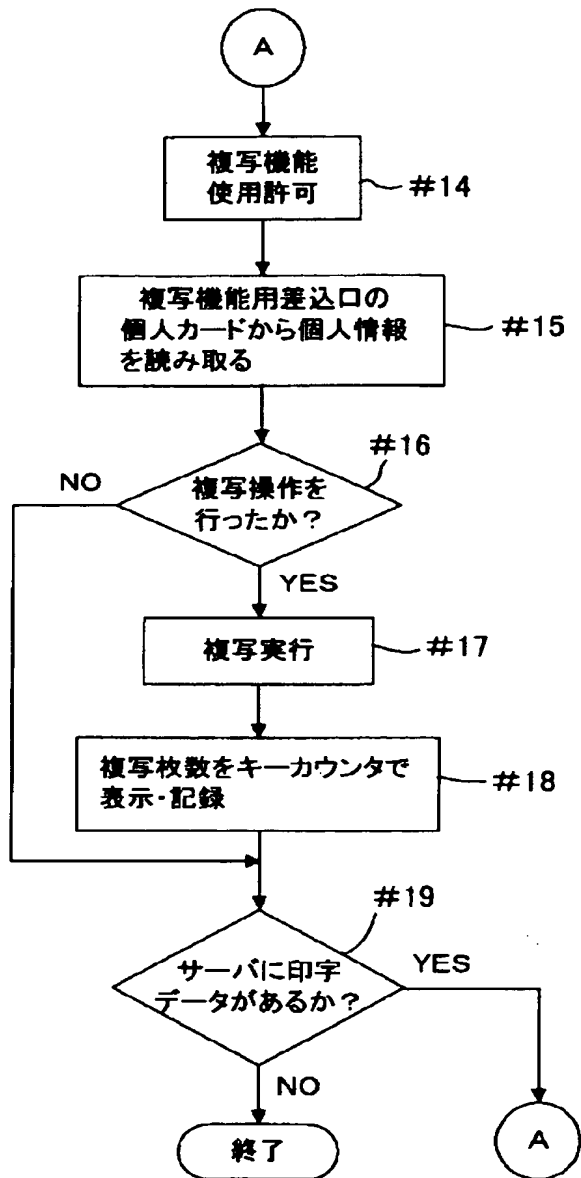 A
複写機能
使用許可
#14
複写機能用差込口の
個人カードから個人情報
を読み取る
#15
#16
NO
複写操作を
行ったか?
YES
複写実行
#17
複写枚数をキーカウンタで
表示・記録
#18
#19
サーバに印字
データがあるか?
YES
NO
終了
A